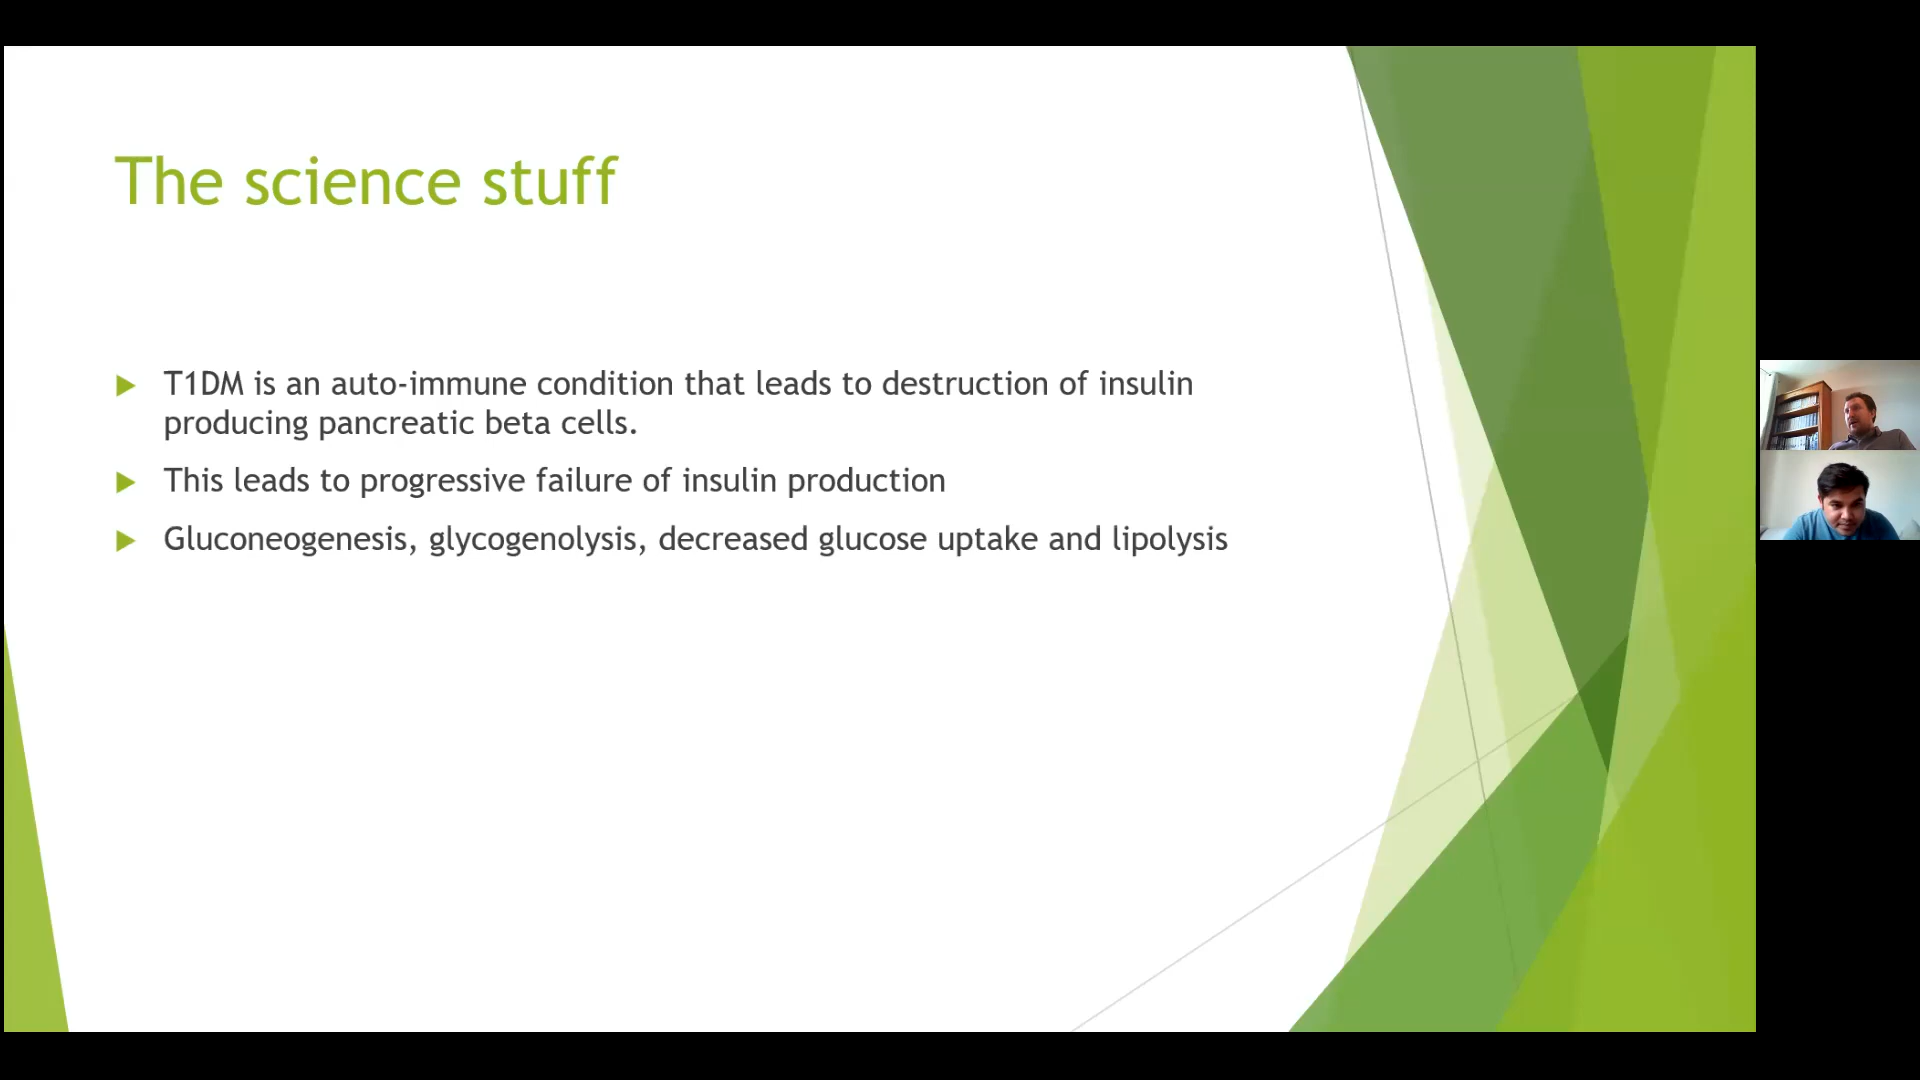 The science stuff
T1DM is an auto-immune condition that leads to destruction of insulin
producing pancreatic beta cells.
This leads to progressive failure of insulin production
Gluconeogenesis, glycogenolysis, decreased glucose uptake and lipolysis